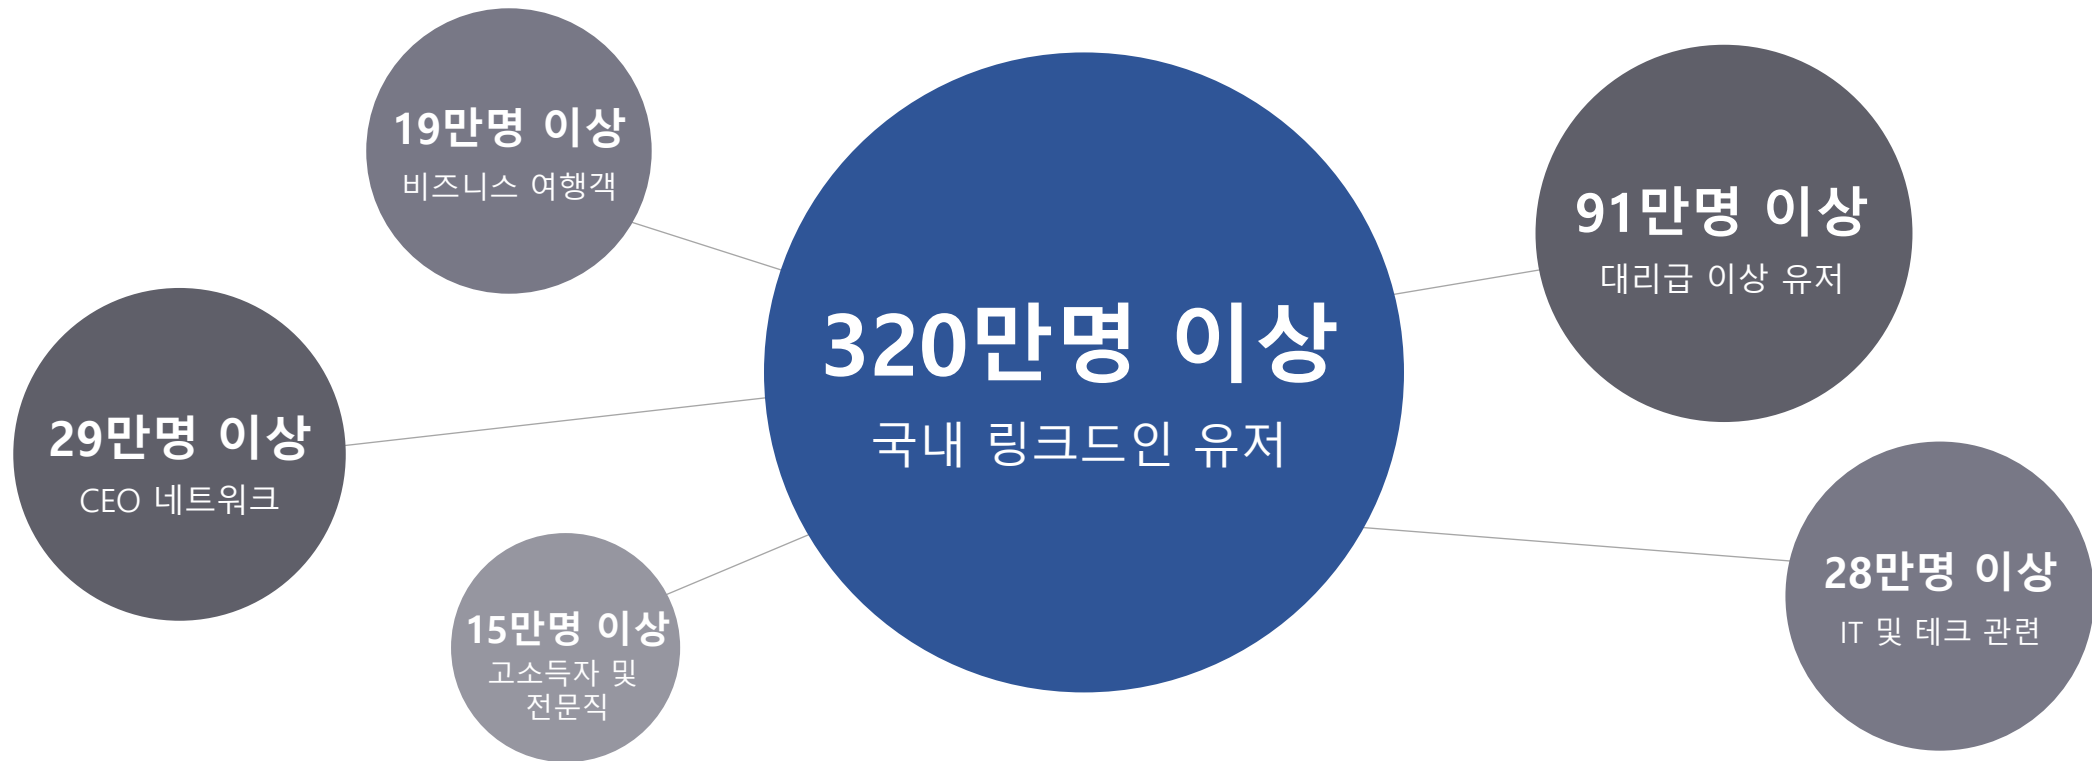 19만명 이상
비즈니스 여행객
91만명 이상
대리급 이상 유저
320만명 이상
국내 링크드인 유저
29만명 이상
CEO 네트워크
15만명 이상
고소득자 및
전문직
28만명 이상
IT 및 테크 관련